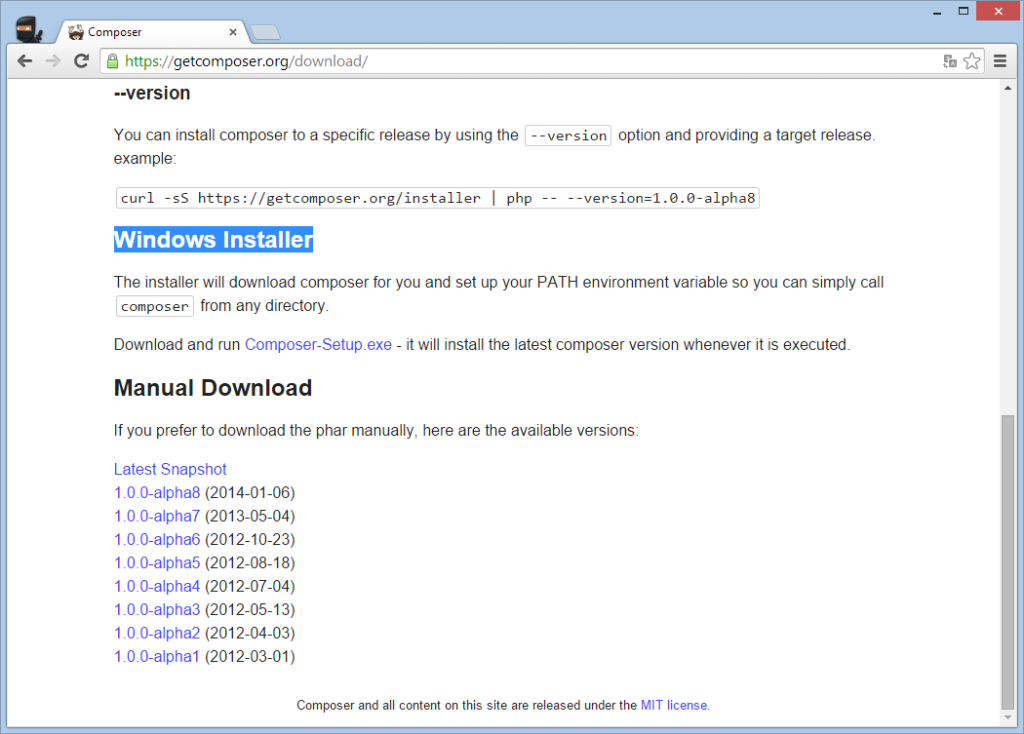 Composer
https://getcomposer.org/download/
--version
You can install composer to a specific release by using the --version option and providing a target release.
example:
curl -sS https://getcomposer.org/installer | php -- --version=1.0.0-alpha8
Windows Installer
The installer will download composer for you and set up your PATH environment variable so you can simply call
composer from any directory.
Download and run Composer-Setup.exe - it will install the latest composer version whenever it is executed.
Manual Download
If you prefer to download the phar manually, here are the available versions:
Latest Snapshot
1.0.0-alpha8 (2014-01-06)
1.0.0-alpha7 (2013-05-04)
1.0.0-alpha6 (2012-10-23)
1.0.0-alpha5 (2012-08-18)
1.0.0-alpha4 (2012-07-04)
1.0.0-alpha3 (2012-05-13)
1.0.0-alpha2 (2012-04-03)
1.0.0-alpha1 (2012-03-01)
Composer and all content on this site are released under the MIT license.